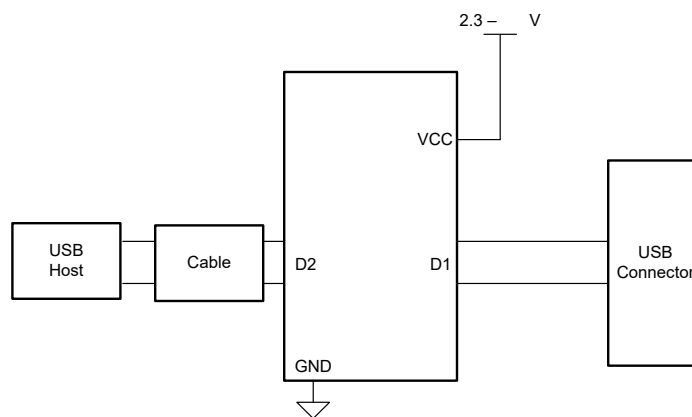 2.3 – V
VCC
USB
Host
Cable
D2
D1
USB
Connector
GND